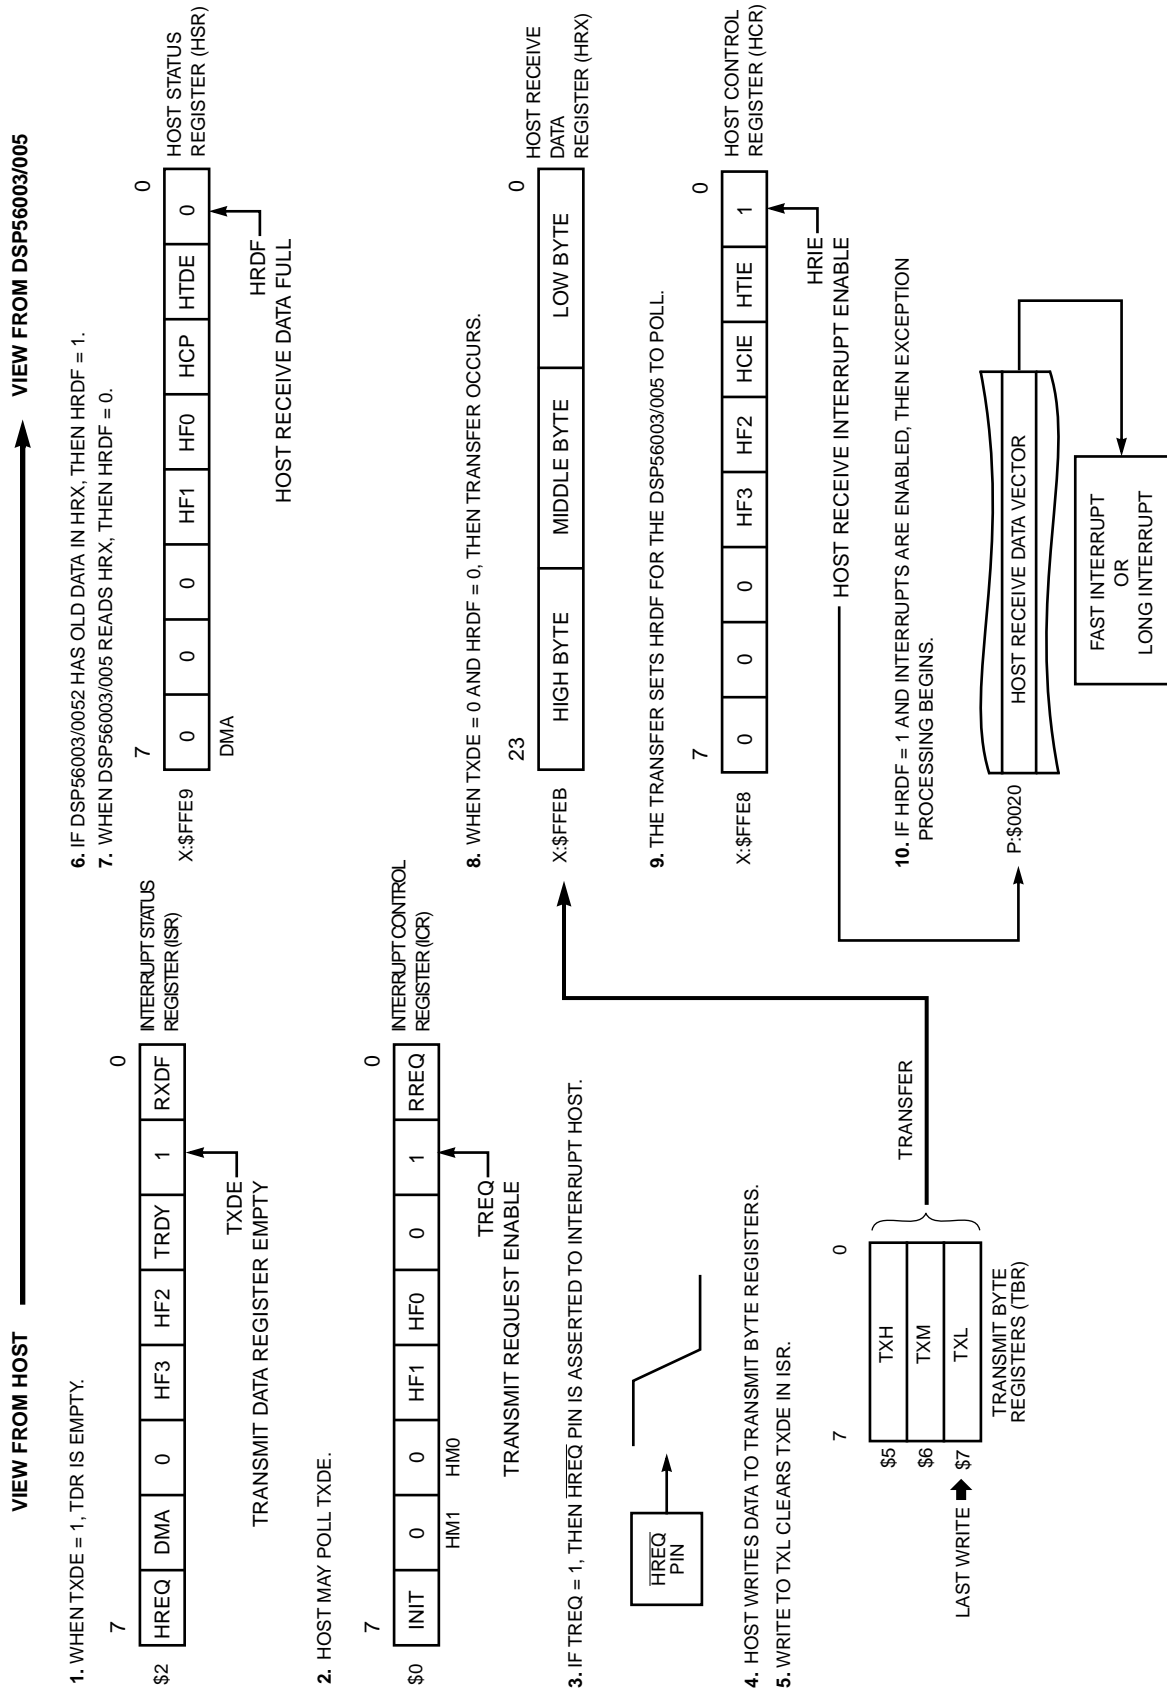 VIEW FROM HOST
VIEW FROM DSP56003/005
1. WHEN TXDE = 1, TDR IS EMPTY.
7
0
$2
HREQ
DMA
0
HF3
HF2
TRDY
1
RXDF
INTERRUPT STATUS
REGISTER (ISR)
TXDE
TRANSMIT DATA REGISTER EMPTY
2. HOST MAY POLL TXDE.
7
0
$0
INIT
0
0
HF1
HF0
0
1
RREQ
INTERRUPT CONTROL
REGISTER (ICR)
HM1
HM0
TREQ
TRANSMIT REQUEST ENABLE
3. IF TREQ = 1, THEN HREQ PIN IS ASSERTED TO INTERRUPT HOST.
HREQ
PIN
4. HOST WRITES DATA TO TRANSMIT BYTE REGISTERS.
5. WRITE TO TXL CLEARS TXDE IN ISR.
7
0
$5
TXH
$6
TXM
LAST WRITE
$7
TXL
TRANSMIT BYTE
REGISTERS (TBR)
TRANSFER
6. IF DSP56003/0052 HAS OLD DATA IN HRX, THEN HRDF = 1.
7. WHEN DSP56003/005 READS HRX, THEN HRDF = 0.
7
0
X:$FFE9
0
0
0
HF1
HF0
HCP
HTDE
0
HOST STATUS
REGISTER (HSR)
DMA
HRDF
HOST RECEIVE DATA FULL
8. WHEN TXDE = 0 AND HRDF = 0, THEN TRANSFER OCCURS.
23
0
X:$FFEB
HIGH BYTE
MIDDLE BYTE
LOW BYTE
HOST RECEIVE
DATA
REGISTER (HRX)
9. THE TRANSFER SETS HRDF FOR THE DSP56003/005 TO POLL.
7
0
X:$FFE8
0
0
0
HF3
HF2
HCIE
HTIE
1
HOST CONTROL
REGISTER (HCR)
HRIE
HOST RECEIVE INTERRUPT ENABLE
10. IF HRDF = 1 AND INTERRUPTS ARE ENABLED, THEN EXCEPTION
PROCESSING BEGINS.
P:$0020
HOST RECEIVE DATA VECTOR
FAST INTERRUPT
OR
LONG INTERRUPT